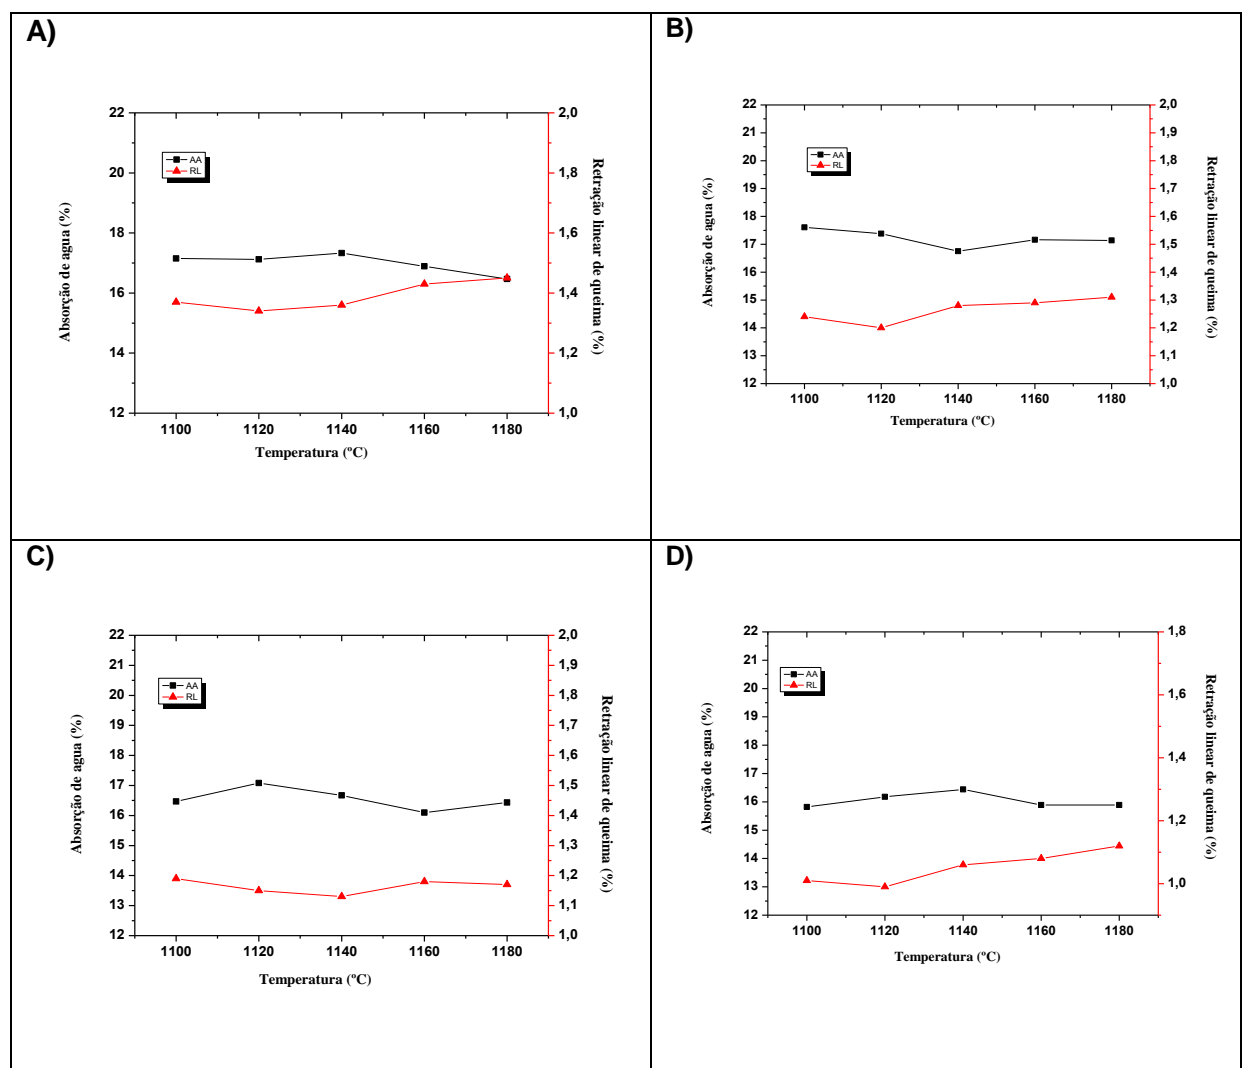 A)
22
20
18
16
14
12
Absorção de agua (%)
AA
RL
2,0
1,8
1,6
1,4
1,2
1,0
Retração linear de queima (%)
1100 1120 1140 1160 1180
Temperatura (ºC)
B)
22
21
20
19
18
17
16
15
14
13
12
Absorção de agua (%)
AA
RL
2,0
1,9
1,8
1,7
1,6
1,5
1,4
1,3
1,2
1,1
1,0
Retração linear de queima (%)
1100 1120 1140 1160 1180
Temperatura (ºC)
C)
22
21
20
19
18
17
16
15
14
13
12
Absorção de agua (%)
AA
RL
2,0
1,9
1,8
1,7
1,6
1,5
1,4
1,3
1,2
1,1
1,0
Retração linear de queima (%)
1100 1120 1140 1160 1180
Temperatura (ºC)
D)
22
21
20
19
18
17
16
15
14
13
12
Absorção de agua (%)
AA
RL
1,8
1,6
1,4
1,2
1,0
Retração linear de queima (%)
1100 1120 1140 1160 1180
Temperatura (ºC)